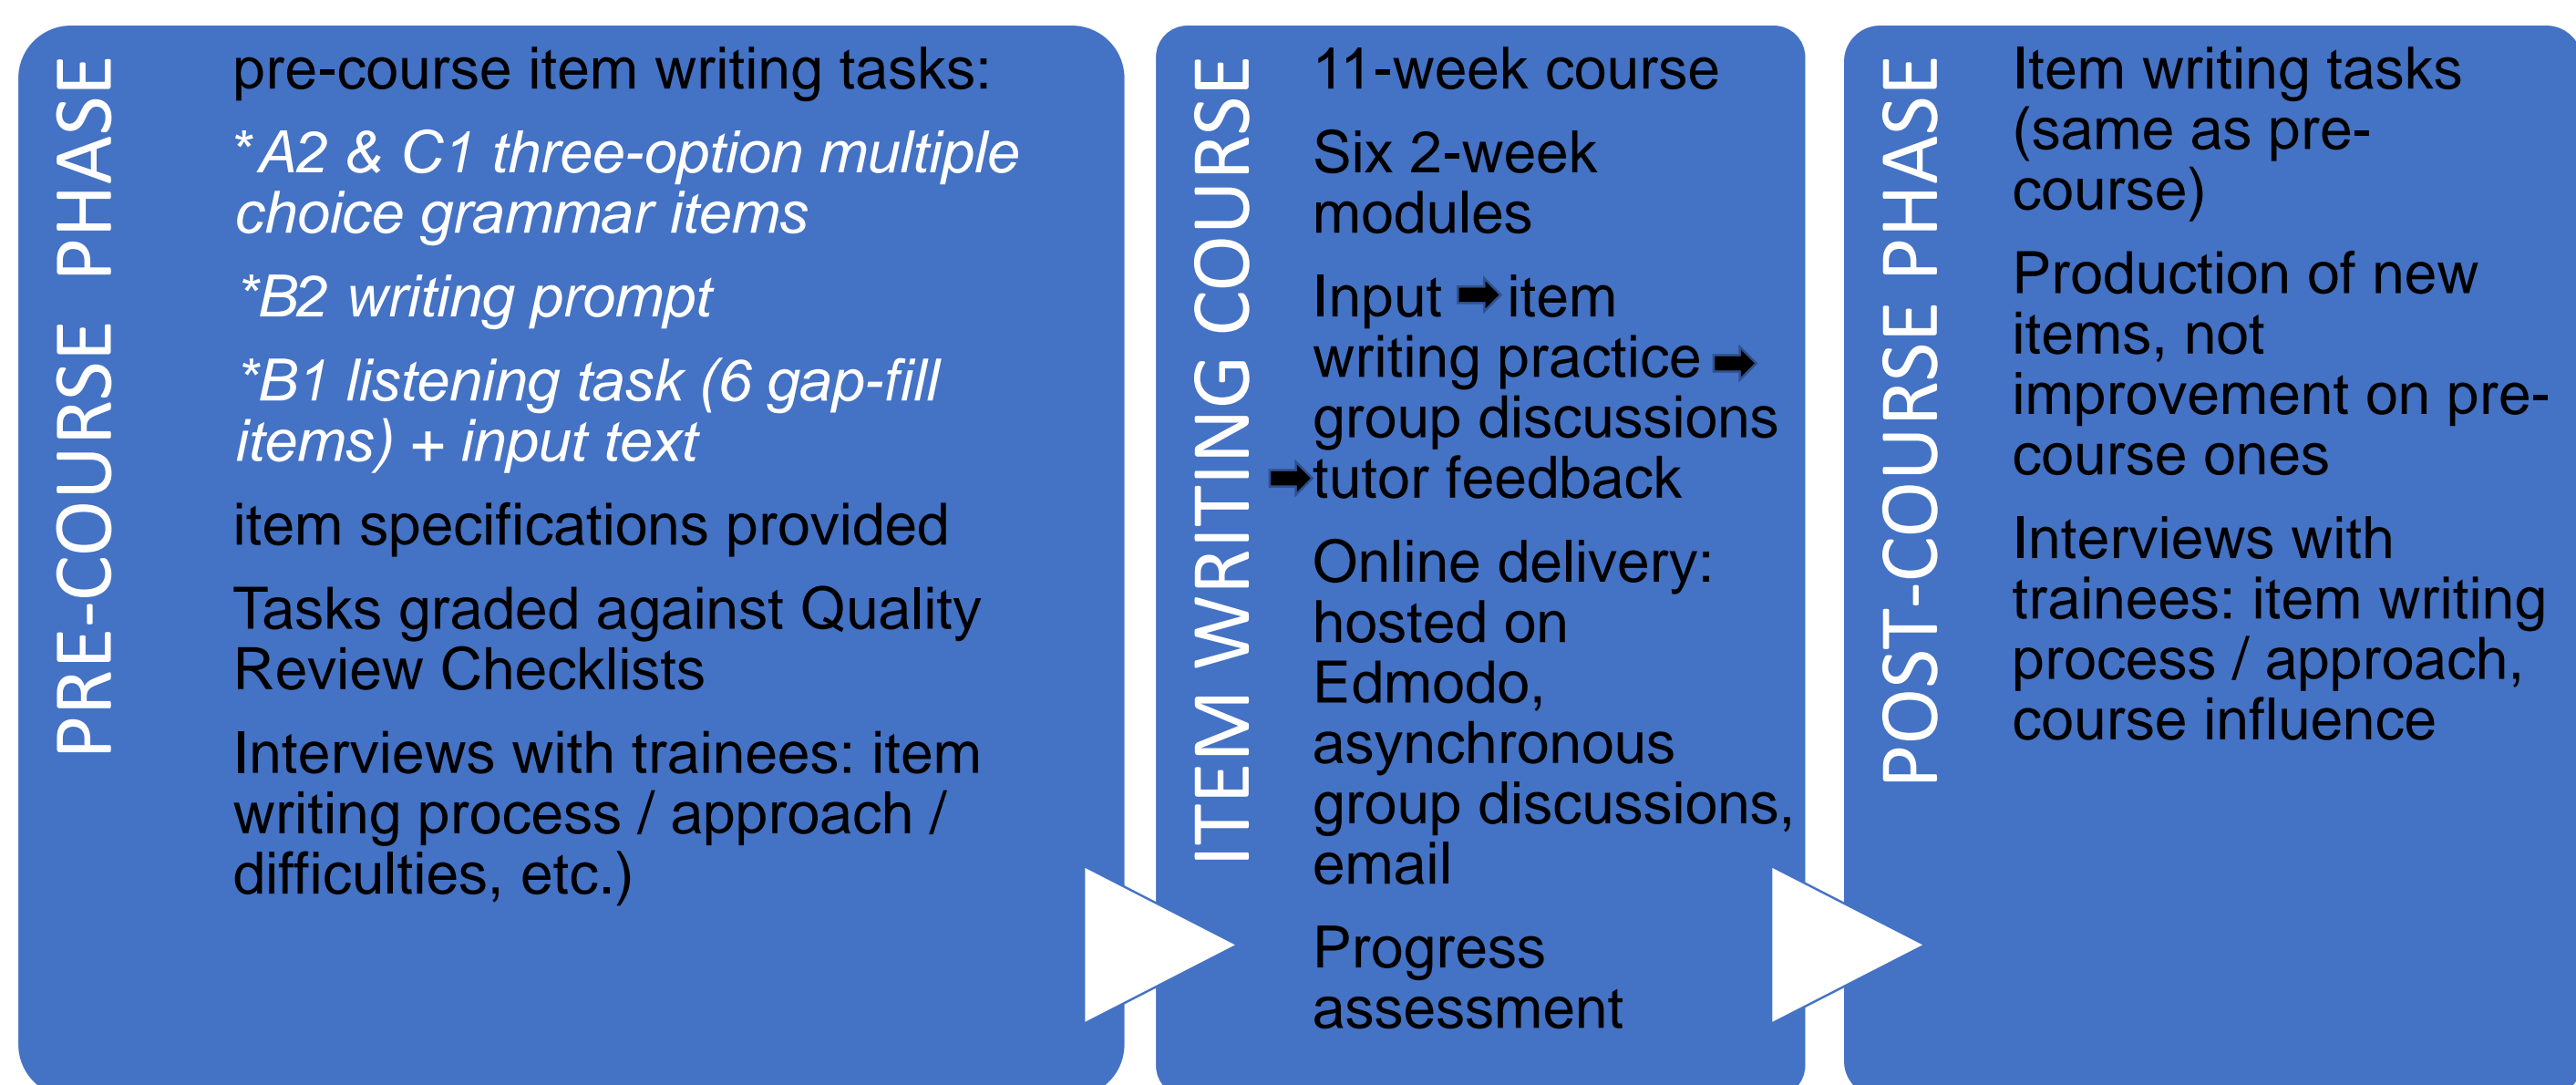 PRE-COURSE PHASE
pre-course item writing tasks:
*A2 & C1 three-option multiple
choice grammar items
*B2 writing prompt
*B1 listening task (6 gap-fill
items) + input text
item specifications provided
Tasks graded against Quality
Review Checklists
Interviews with trainees: item
writing process / approach /
difficulties, etc.)
ITEM WRITING COURSE
11-week course
Six 2-week
modules
Input ➡ item
writing practice ➡
group discussions
➡tutor feedback
Online delivery:
hosted on
Edmodo,
asynchronous
group discussions,
email
Progress
assessment
POST-COURSE PHASE
Item writing tasks
(same as pre-
course)
Production of new
items, not
improvement on pre-
course ones
Interviews with
trainees: item writing
process / approach,
course influence